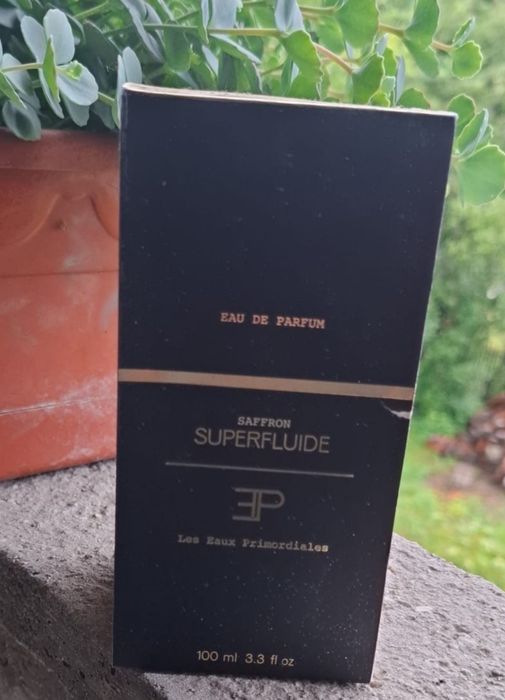 EAU DE PARFUM
SAFFRON
SUPERFLUIDE
EP
Les Eaux Primordiales
100 ml 3.3 fl oz